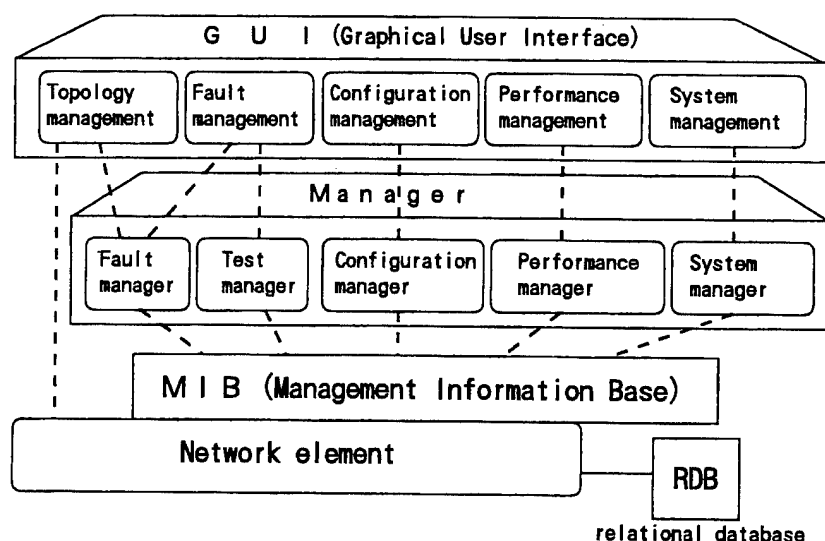 G U I (Graphical User Interface)
Topology
management
Fault
management
Configuration
management
Performance
management
System
management
Manager
Fault
manager
Test
manager
Configuration
manager
Performance
manager
System
manager
MIB (Management Information Base)
Network element
RDB
relational database